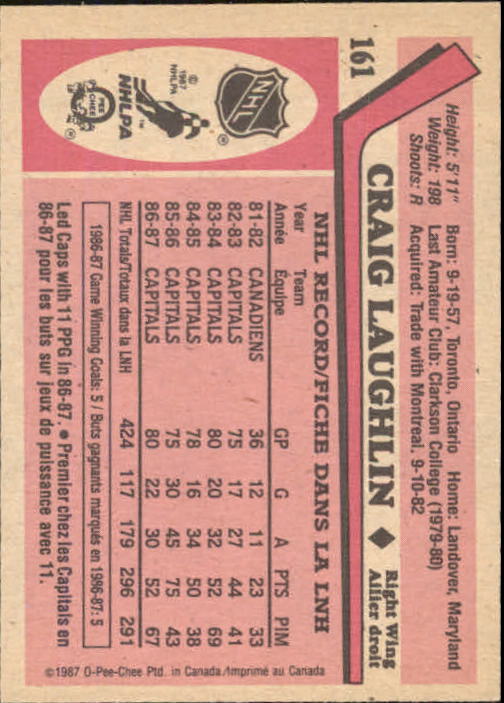 161
Height: 5'11" Born: 9-19-57, Toronto, Ontario Home: Landover, Maryland
Weight: 198 Last Amateur Club: Clarkson College (1979-80)
Shoots: R Acquired: Trade with Montreal, 9-10-82
CRAIG LAUGHLIN ◆ Right Wing
Ailier droit
NHL RECORD/FICHE DANS LA LNH
Year Team
Année Équipe GP G A PTS PIM
81-82 CANADIENS 36 12 11 23 33
82-83 CAPITALS 75 17 27 44 41
83-84 CAPITALS 80 20 32 52 69
84-85 CAPITALS 78 16 34 50 38
85-86 CAPITALS 75 30 45 75 43
86-87 CAPITALS 80 22 30 52 67
NHL Totals/Totaux dans la LNH 424 117 179 296 291
1986-87 Game Winning Goals: 5 / Buts gagnants marqués en 1986-87: 5
Led Caps with 11 PPG in 86-87. ● Premier chez les Capitals en
86-87 pour les buts sur jeux de puissance avec 11.
©1987 O-Pee-Chee Ptd. in Canada./Imprimé au Canada
NHL
®
©
1987
NHLPA
™
NHLPA
O
PEE
CHEE
®